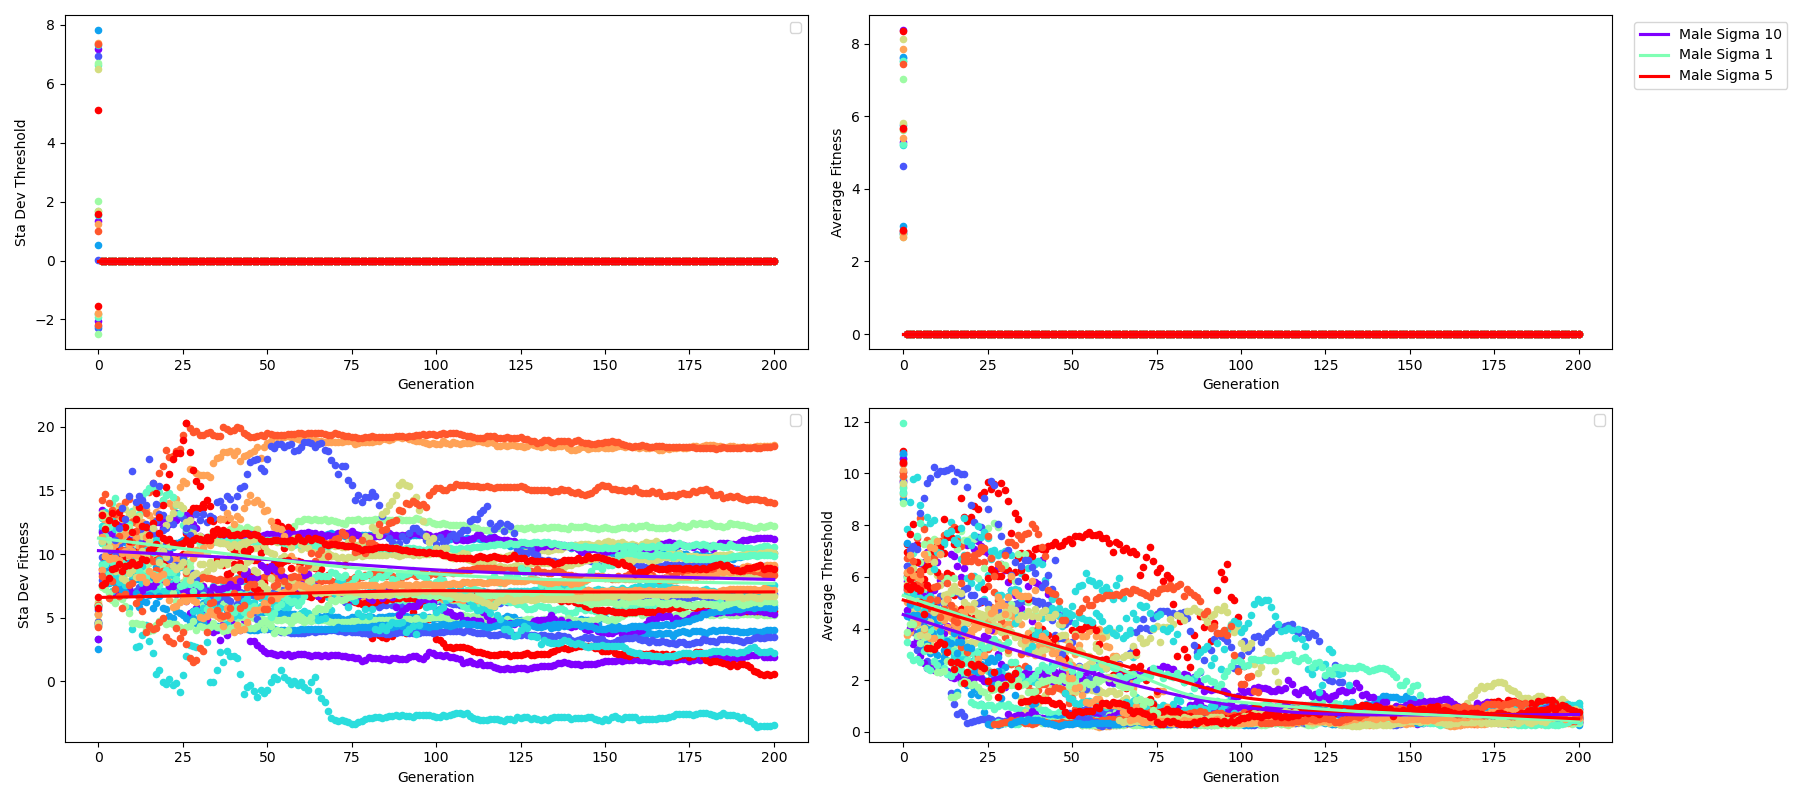 8
6
4
2
0
−2
Sta Dev Threshold
0 25 50 75 100 125 150 175 200
Generation
8
6
4
2
0
Average Fitness
0 25 50 75 100 125 150 175 200
Generation
Male Sigma 10
Male Sigma 1
Male Sigma 5
20
15
10
5
0
Sta Dev Fitness
0 25 50 75 100 125 150 175 200
Generation
12
10
8
6
4
2
0
Average Threshold
0 25 50 75 100 125 150 175 200
Generation